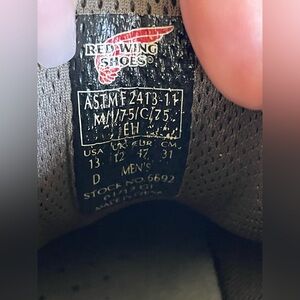 RED WING
SHOES®
ASTM F 2413-11
M/I/75/C/75
EH
USA UK EUR CM
13 12 47 31
D MEN'S
STOCK NO. 6692